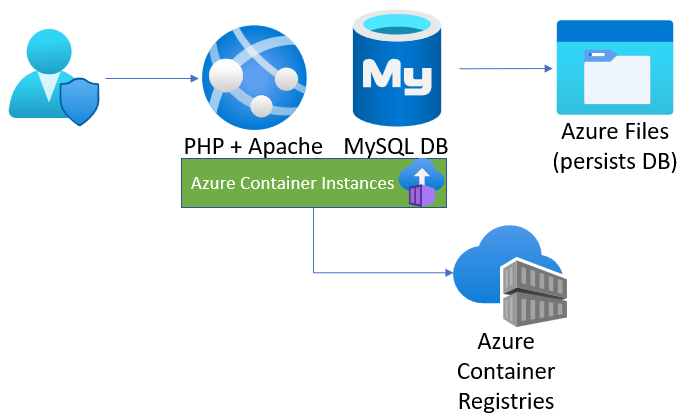 My
PHP + Apache
MySQL DB
Azure Files
(persists DB)
Azure Container Instances
Azure
Container
Registries